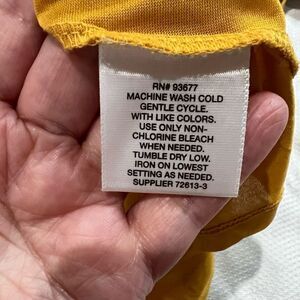 RN# 93677
MACHINE WASH COLD
GENTLE CYCLE.
WITH LIKE COLORS.
USE ONLY NON-
CHLORINE BLEACH
WHEN NEEDED.
TUMBLE DRY LOW.
IRON ON LOWEST
SETTING AS NEEDED.
SUPPLIER 72613-3